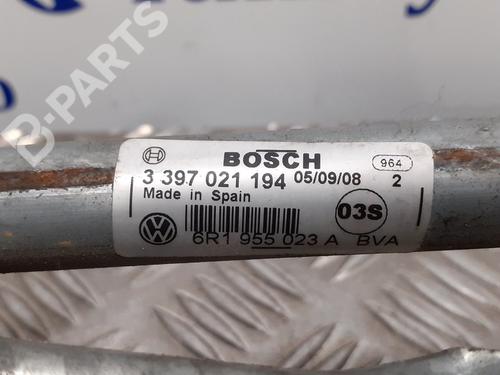 BOSCH
964
3 397 021 194 05/09/08 2
Made in Spain
03S
6R1 955 023 A BVA
B-PARTS